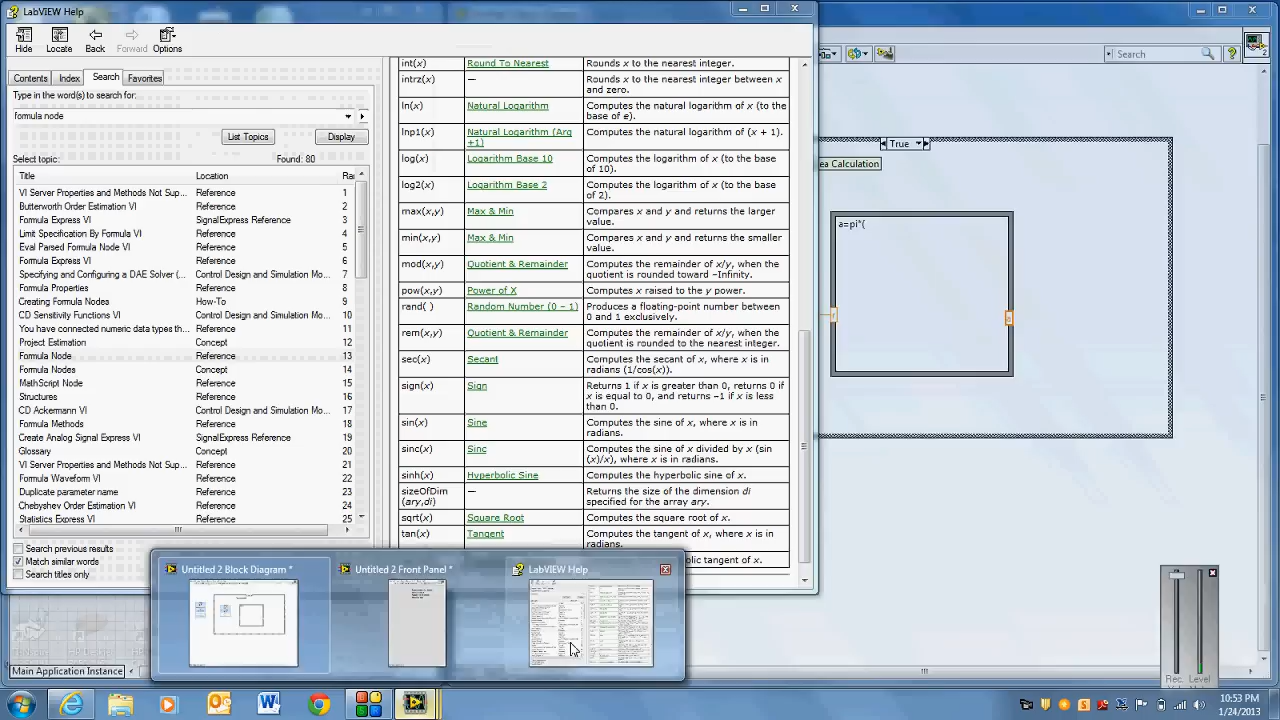 LabVIEW Help
Hide
Locate
Back
Forward
Options
Search
Contents
Index
Search
Favorites
Type in the word(s) to search for:
formula node
List Topics
Display
Select topic:
Found: 80
Title Location Ra
VI Server Properties and Methods Not Sup... Reference 1
Butterworth Order Estimation VI Reference 2
Formula Express VI SignalExpress Reference 3
Limit Specification By Formula VI Reference 4
Eval Parsed Formula Node VI Reference 5
Formula Express VI Reference 6
Specifying and Configuring a DAE Solver (... Control Design and Simulation Mo... 7
Formula Properties Reference 8
Creating Formula Nodes How-To 9
CD Sensitivity Functions VI Control Design and Simulation Mo... 10
You have connected numeric data types th... Reference 11
Project Estimation Concept 12
Formula Node Reference 13
Formula Nodes Concept 14
MathScript Node Reference 15
Structures Reference 16
CD Ackermann VI Control Design and Simulation Mo... 17
Formula Methods Reference 18
Create Analog Signal Express VI SignalExpress Reference 19
Glossary Concept 20
VI Server Properties and Methods Not Sup... Reference 21
Formula Waveform VI Reference 22
Duplicate parameter name Reference 23
Chebyshev Order Estimation VI Reference 24
Statistics Express VI Reference 25
Search previous results
Match similar words
Search titles only
int(x) Round To Nearest Rounds x to the nearest integer.
intrz(x) — Rounds x to the nearest integer between x
and zero.
ln(x) Natural Logarithm Computes the natural logarithm of x (to the
base of e).
lnp1(x) Natural Logarithm (Arg Computes the natural logarithm of (x + 1).
+1)
log(x) Logarithm Base 10 Computes the logarithm of x (to the base
of 10).
log2(x) Logarithm Base 2 Computes the logarithm of x (to the base
of 2).
max(x,y) Max & Min Compares x and y and returns the larger
value.
min(x,y) Max & Min Compares x and y and returns the smaller
value.
mod(x,y) Quotient & Remainder Computes the remainder of x/y, when the
quotient is rounded toward –Infinity.
pow(x,y) Power of X Computes x raised to the y power.
rand( ) Random Number (0 – 1) Produces a floating-point number between
0 and 1 exclusively.
rem(x,y) Quotient & Remainder Computes the remainder of x/y, when the
quotient is rounded to the nearest integer.
sec(x) Secant Computes the secant of x, where x is in
radians (1/cos(x)).
sign(x) Sign Returns 1 if x is greater than 0, returns 0 if
x is equal to 0, and returns –1 if x is less
than 0.
sin(x) Sine Computes the sine of x, where x is in
radians.
sinc(x) Sinc Computes the sine of x divided by x (sin
(x)/x), where x is in radians.
sinh(x) Hyperbolic Sine Computes the hyperbolic sine of x.
sizeOfDim — Returns the size of the dimension di
(ary,di) specified for the array ary.
sqrt(x) Square Root Computes the square root of x.
tan(x) Tangent Computes the tangent of x, where x is in
radians.
olic tangent of x.
True
ea Calculation
a=pi*(
Untitled 2 Block Diagram *
Untitled 2 Front Panel *
LabVIEW Help
Main Application Instance
Rec.
Level
10:53 PM
1/24/2013